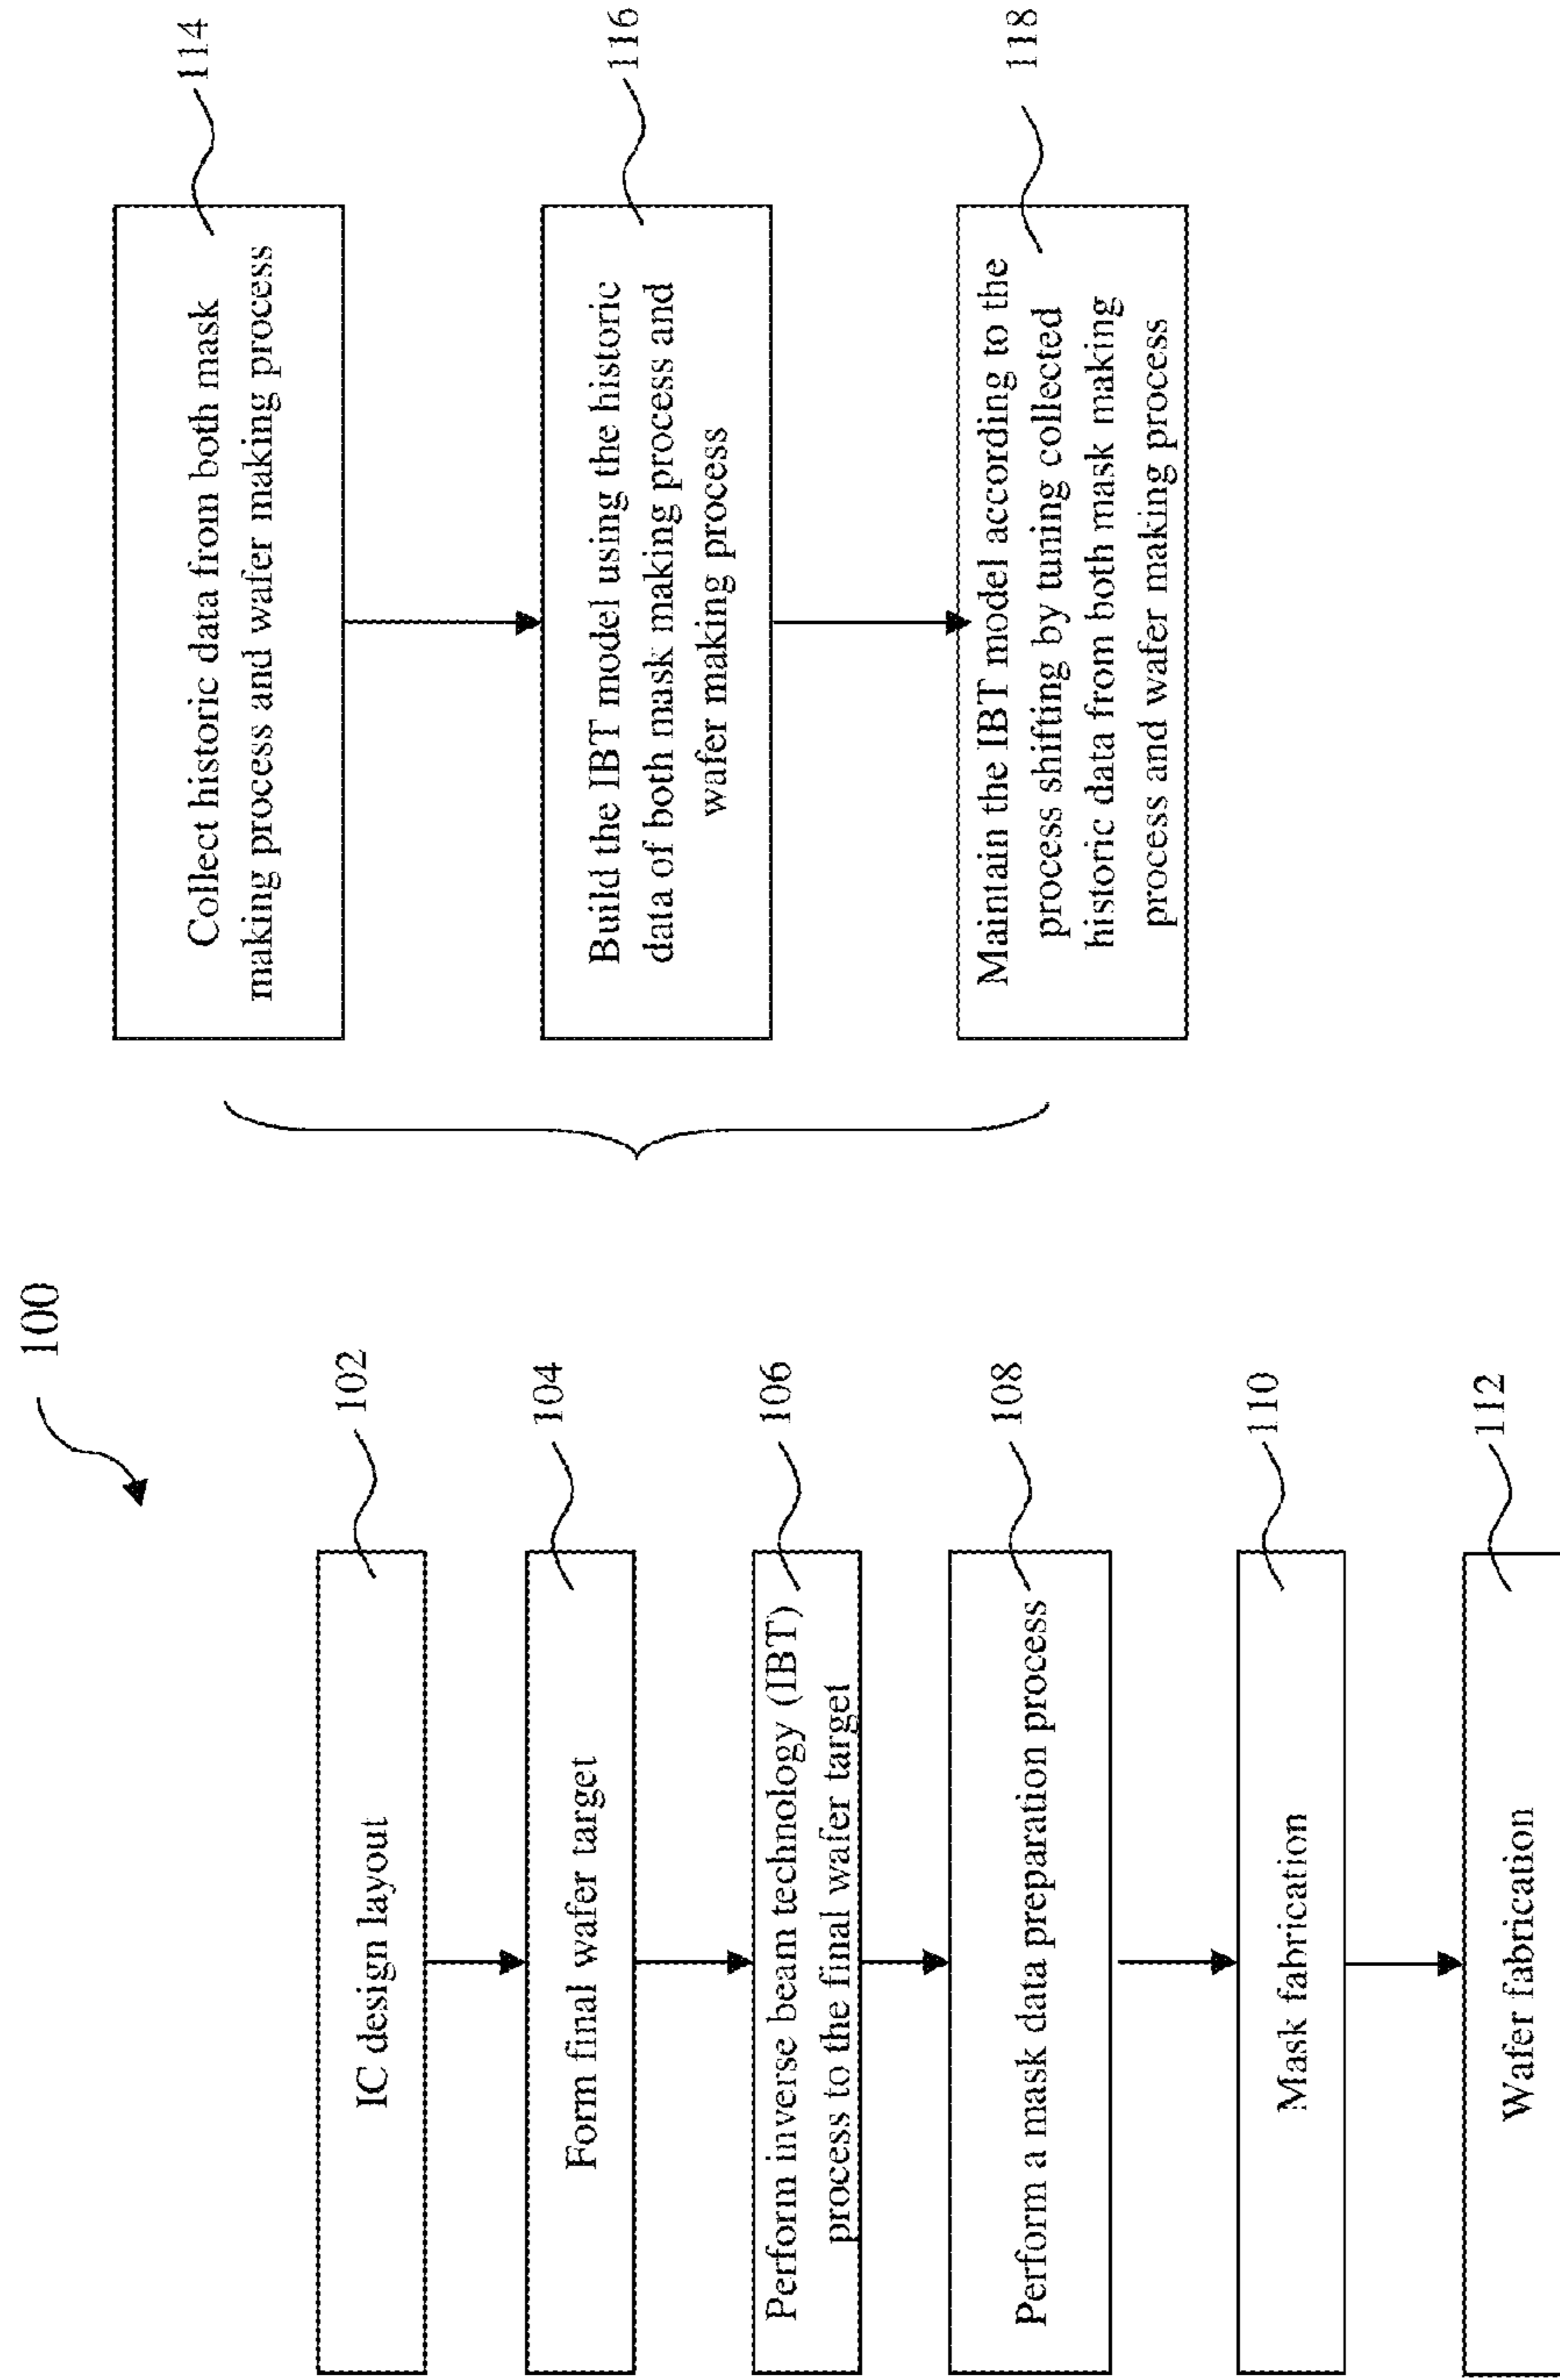 100
IC design layout
102
Form final wafer target
104
Perform inverse beam technology (IBT)
process to the final wafer target
106
Perform a mask data preparation process
108
Mask fabrication
110
Wafer fabrication
112
Collect historic data from both mask
making process and wafer making process
114
Build the IBT model using the historic
data of both mask making process and
wafer making process
116
Maintain the IBT model according to the
process shifting by tuning collected
historic data from both mask making
process and wafer making process
118